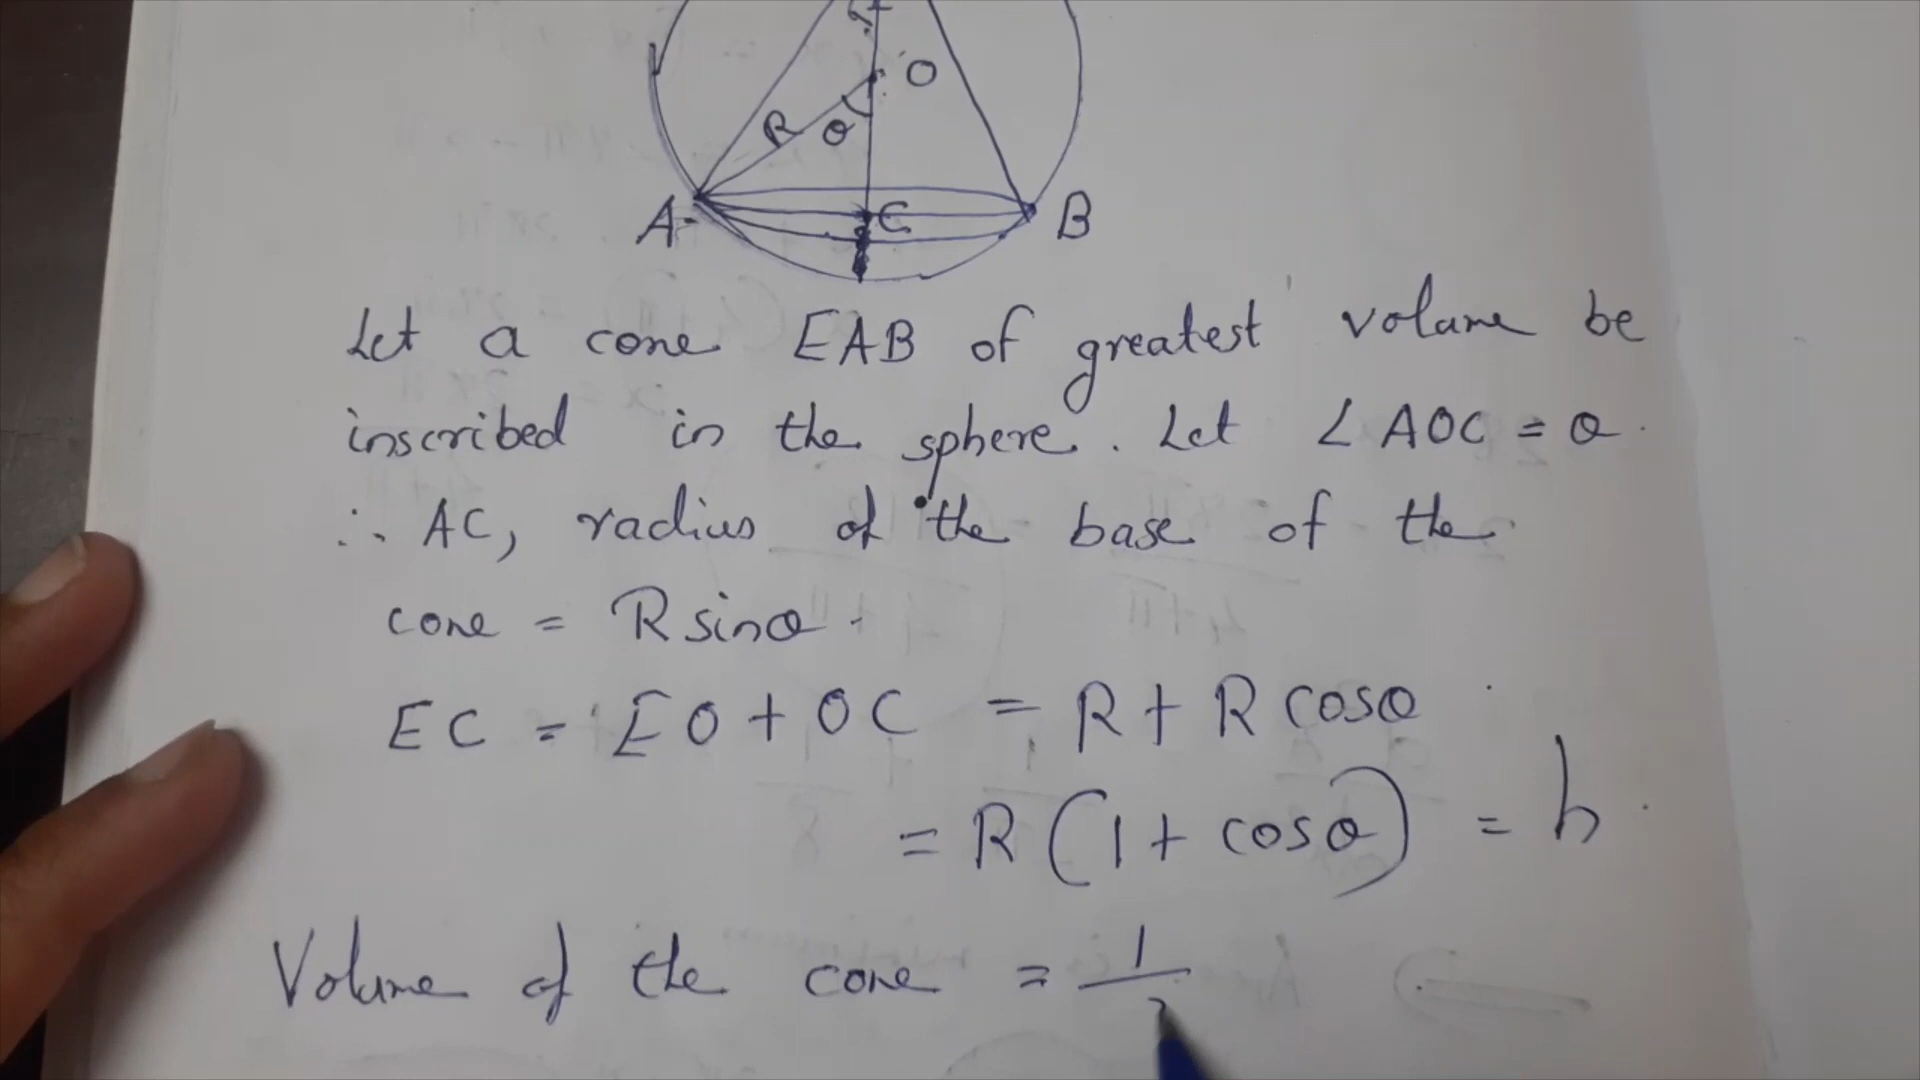 O
R θ
A C B
Let a cone EAB of greatest volume be
inscribed in the sphere. Let ∠AOC = θ.
∴ AC, radius of the base of the
cone = R sinθ.
EC = EO + OC = R + R cosθ
= R (1 + cosθ) = h.
Volume of the cone = 1/